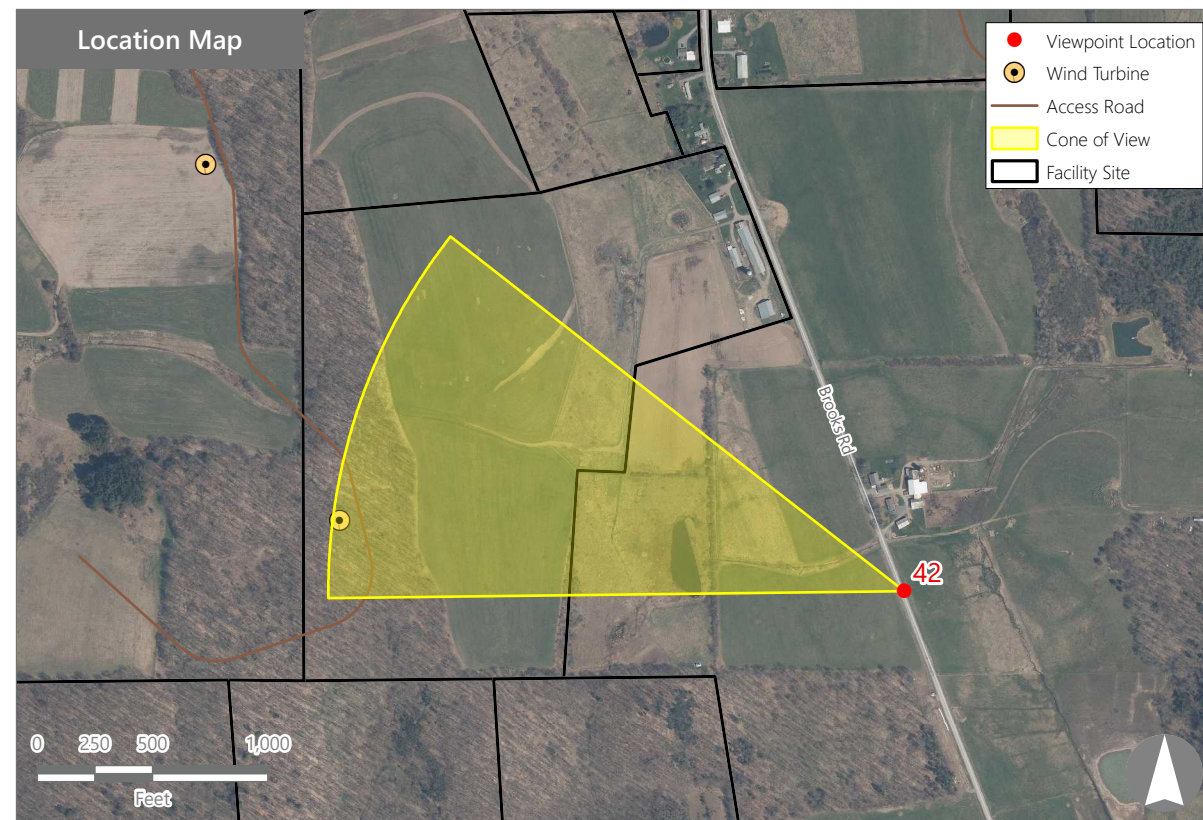 Location Map
Viewpoint Location
Wind Turbine
Access Road
Cone of View
Facility Site
Brooks Rd
42
0 250 500 1,000
Feet